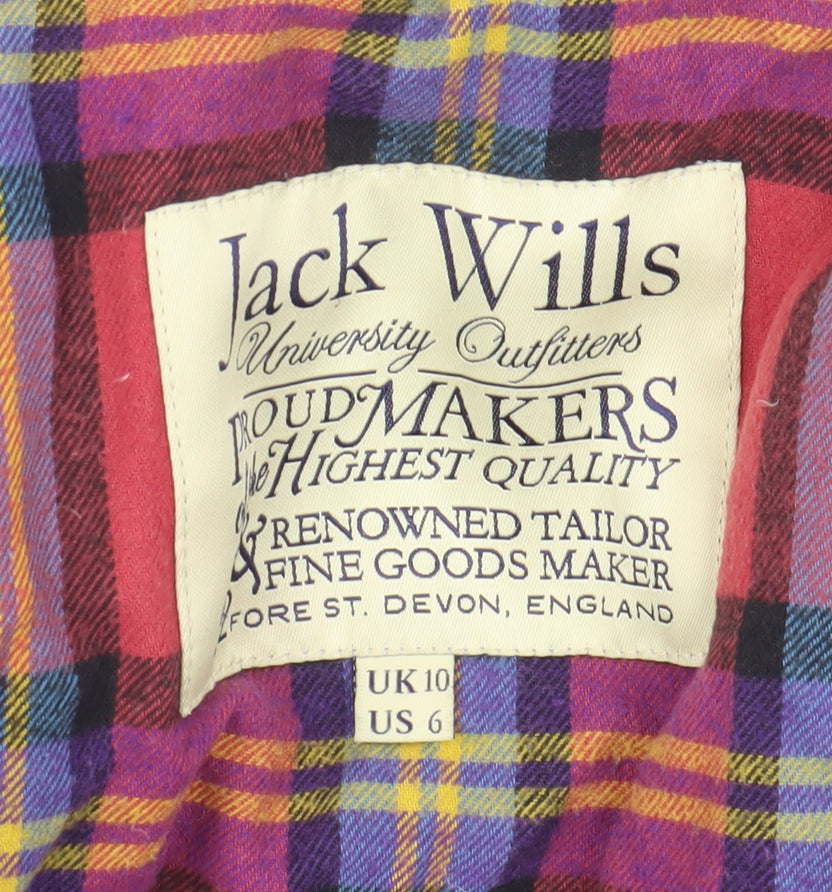 Jack Wills
University Outfitters
PROUD MAKERS
of the HIGHEST QUALITY
& RENOWNED TAILOR
FINE GOODS MAKER
FORE ST. DEVON, ENGLAND
UK 10
US 6